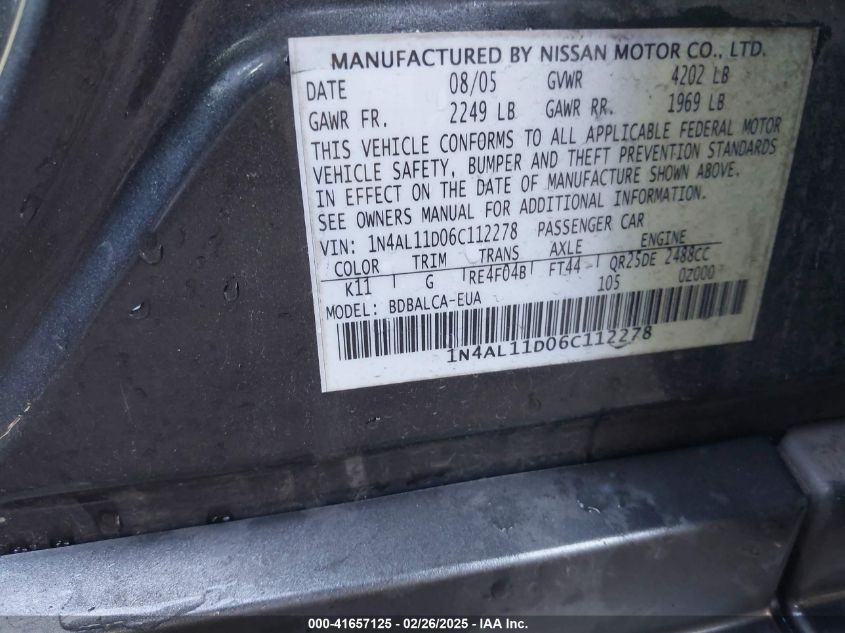 MANUFACTURED BY NISSAN MOTOR CO., LTD.
DATE 08/05 GVWR 4202 LB
GAWR FR. 2249 LB GAWR RR. 1969 LB
THIS VEHICLE CONFORMS TO ALL APPLICABLE FEDERAL MOTOR
VEHICLE SAFETY, BUMPER AND THEFT PREVENTION STANDARDS
IN EFFECT ON THE DATE OF MANUFACTURE SHOWN ABOVE.
SEE OWNERS MANUAL FOR ADDITIONAL INFORMATION.
VIN: 1N4AL11D06C112278 PASSENGER CAR
COLOR TRIM TRANS AXLE ENGINE
K11 G RE4F04B FT44 QR25DE 2488CC
105 0Z000
MODEL: BDBALCA-EUA
1N4AL11D06C112278
000-41657125 - 02/26/2025 - IAA Inc.